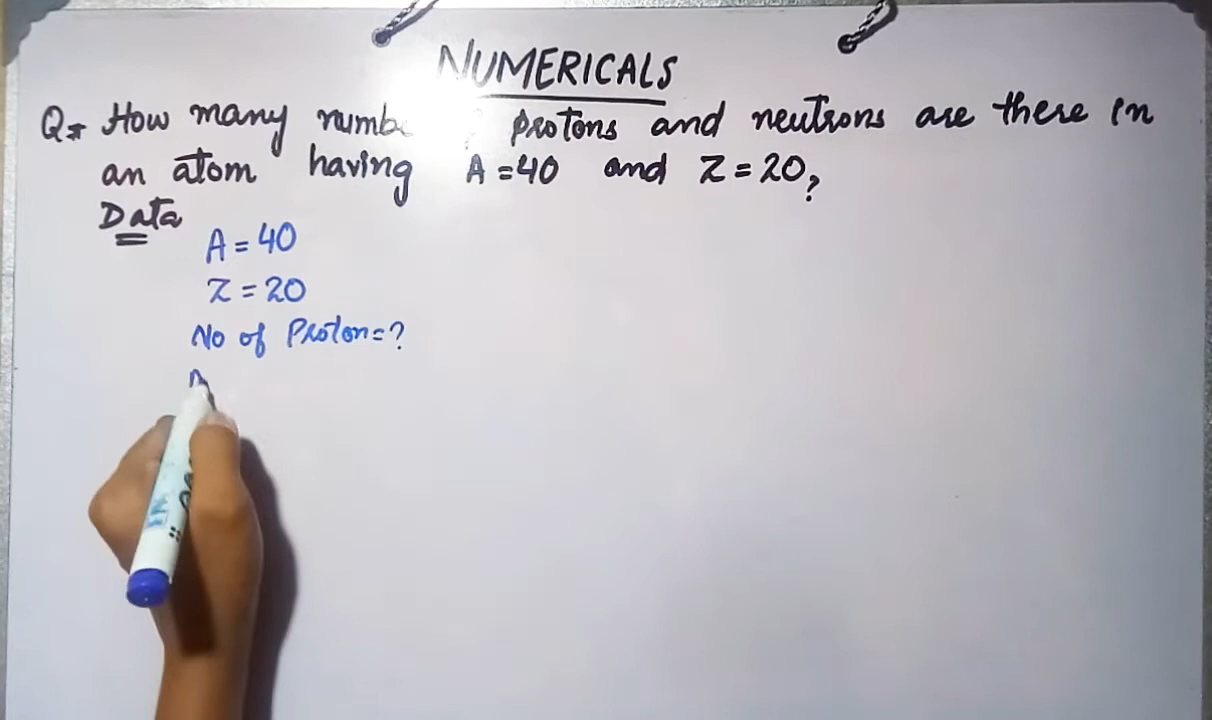 NUMERICALS
Q:- How many protons and neutrons are there in
an atom having A = 40 and Z = 20?
Data
A = 40
Z = 20
No of Proton = ?